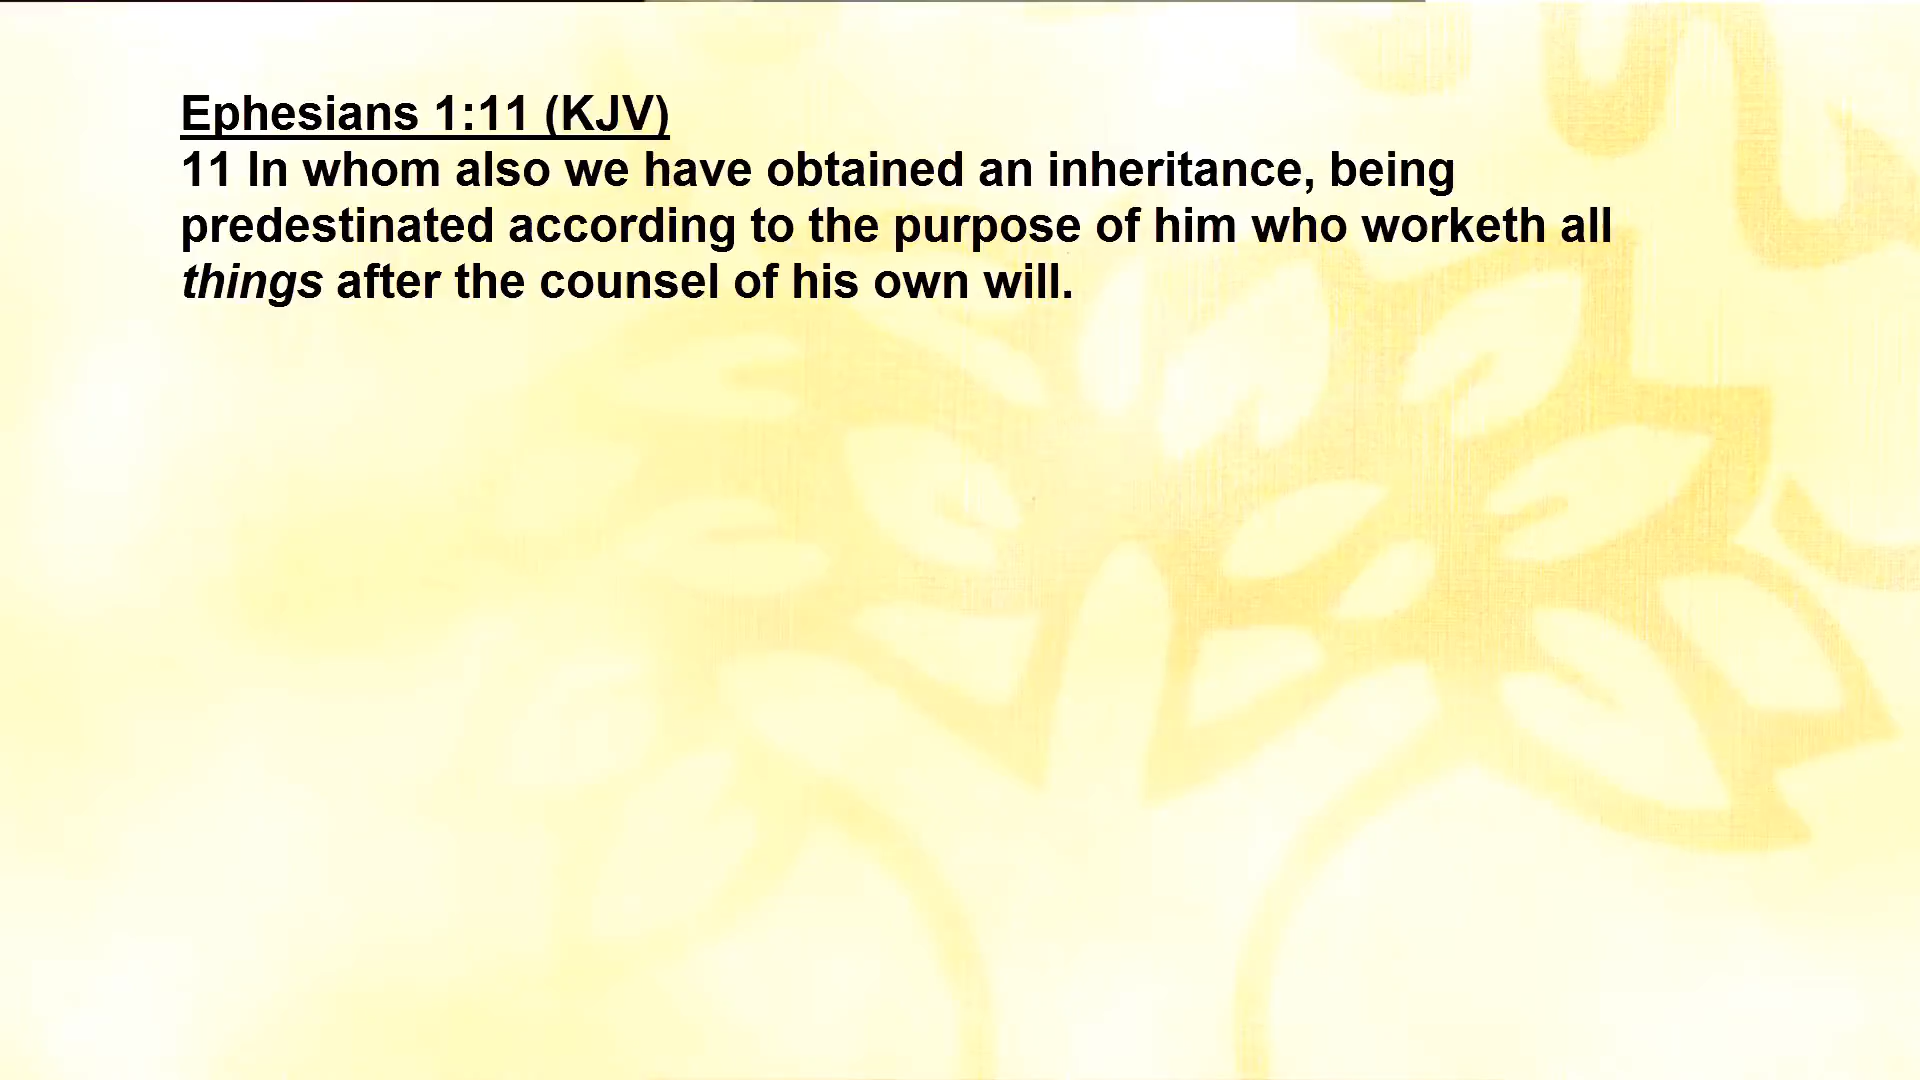 Ephesians 1:11 (KJV)
11 In whom also we have obtained an inheritance, being
predestinated according to the purpose of him who worketh all
things after the counsel of his own will.